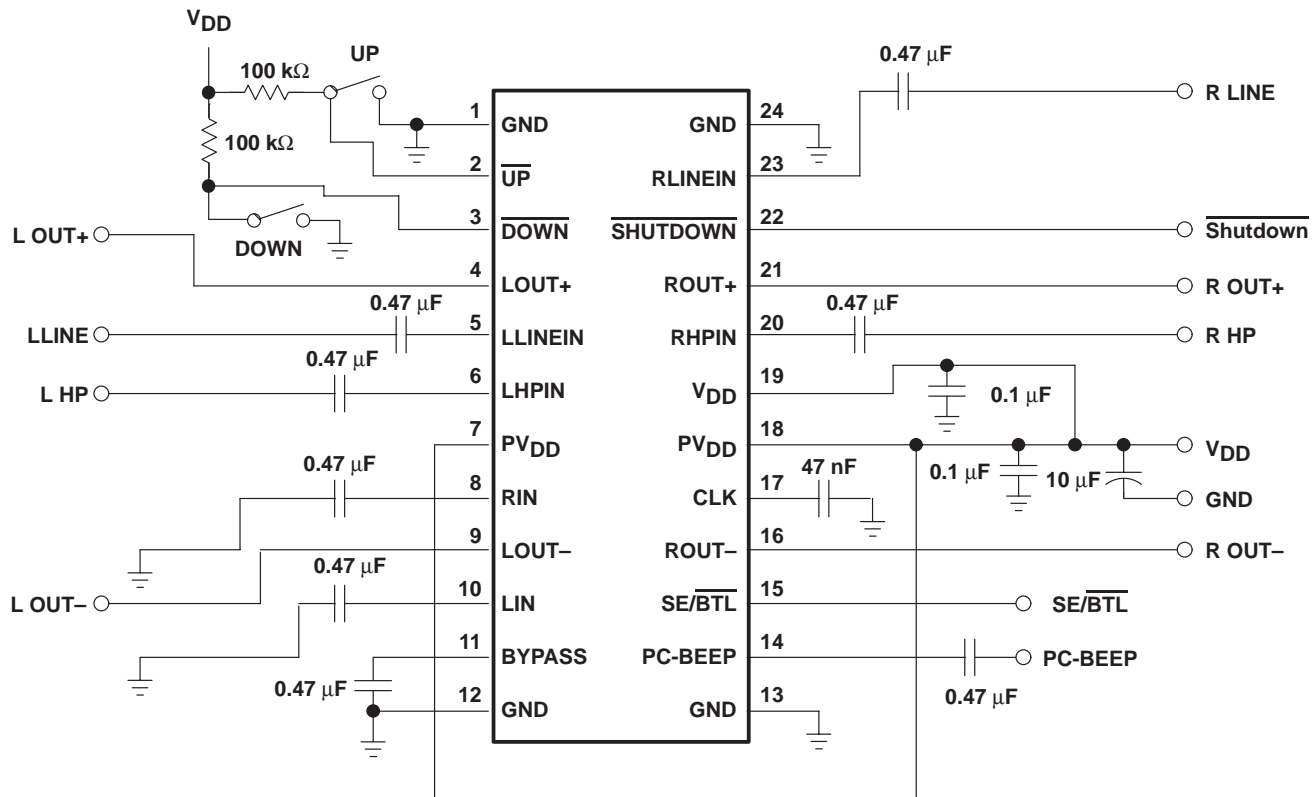 VDD
UP
0.47 μF
100 kΩ
R LINE
1
GND
GND
24
100 kΩ
2
UP
RLINEIN
23
3
DOWN
SHUTDOWN
22
Shutdown
L OUT+
DOWN
4
LOUT+
ROUT+
21
R OUT+
0.47 μF
0.47 μF
LLINE
5
LLINEIN
RHPIN
20
R HP
0.47 μF
L HP
6
LHPIN
VDD
19
0.1 μF
7
PVDD
PVDD
18
VDD
0.47 μF
47 nF
0.1 μF
10 μF
8
RIN
CLK
17
GND
9
LOUT–
ROUT–
16
R OUT–
0.47 μF
L OUT–
10
LIN
SE/BTL
15
SE/BTL
11
BYPASS
PC-BEEP
14
PC-BEEP
0.47 μF
0.47 μF
12
GND
GND
13